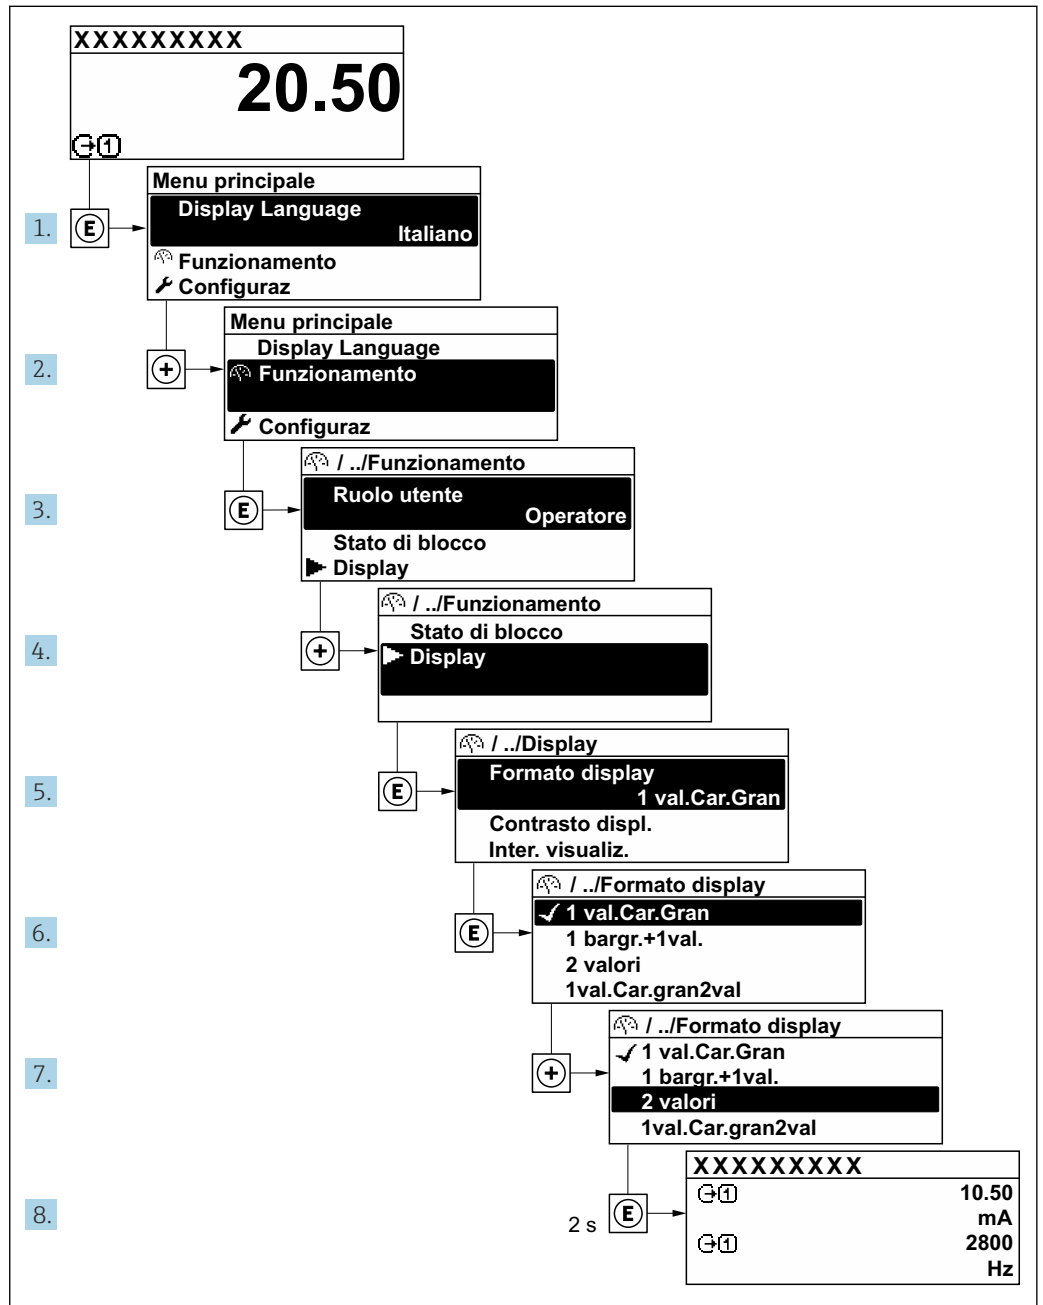 XXXXXXXXX
20.50
1
1.
E
Menu principale
Display Language
Italiano
Funzionamento
Configuraz
2.
+
Menu principale
Display Language
Funzionamento
Configuraz
3.
E
/ ../Funzionamento
Ruolo utente
Operatore
Stato di blocco
Display
4.
+
/ ../Funzionamento
Stato di blocco
Display
5.
E
/ ../Display
Formato display
1 val.Car.Gran
Contrasto displ.
Inter. visualiz.
6.
E
/ ../Formato display
1 val.Car.Gran
1 bargr.+1val.
2 valori
1val.Car.gran2val
7.
+
/ ../Formato display
1 val.Car.Gran
1 bargr.+1val.
2 valori
1val.Car.gran2val
8.
2 s
E
XXXXXXXXX
1 10.50
mA
1 2800
Hz